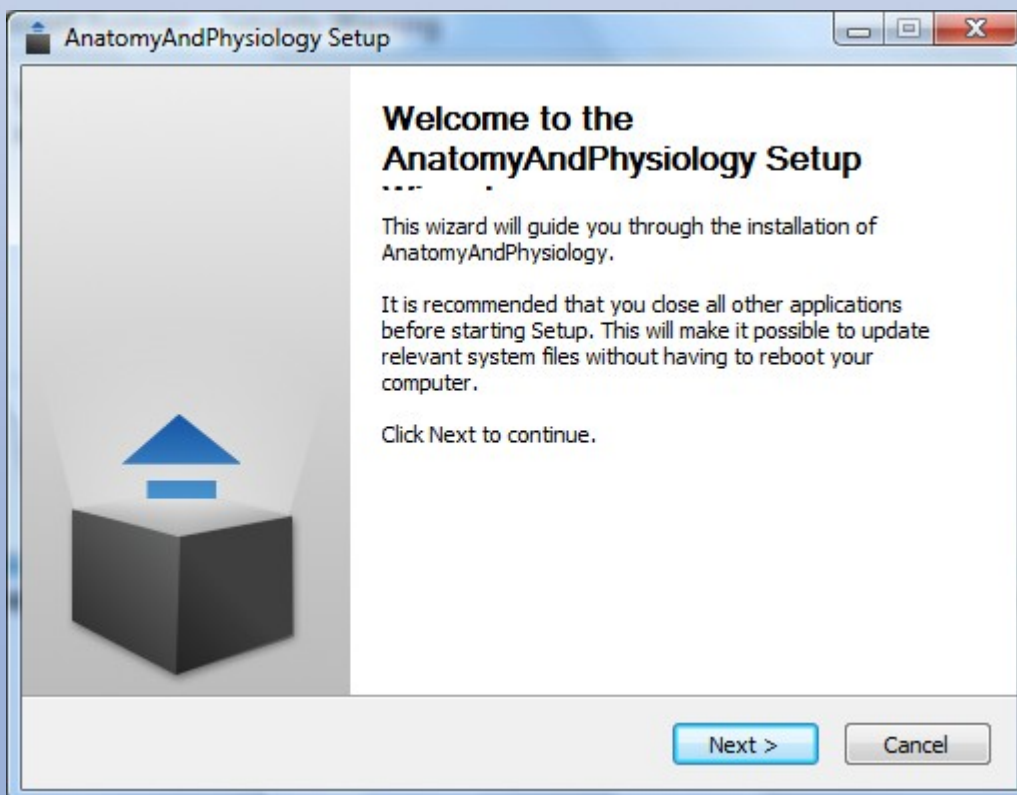 AnatomyAndPhysiology Setup
Welcome to the
AnatomyAndPhysiology Setup
This wizard will guide you through the installation of
AnatomyAndPhysiology.
It is recommended that you close all other applications
before starting Setup. This will make it possible to update
relevant system files without having to reboot your
computer.
Click Next to continue.
Next >
Cancel